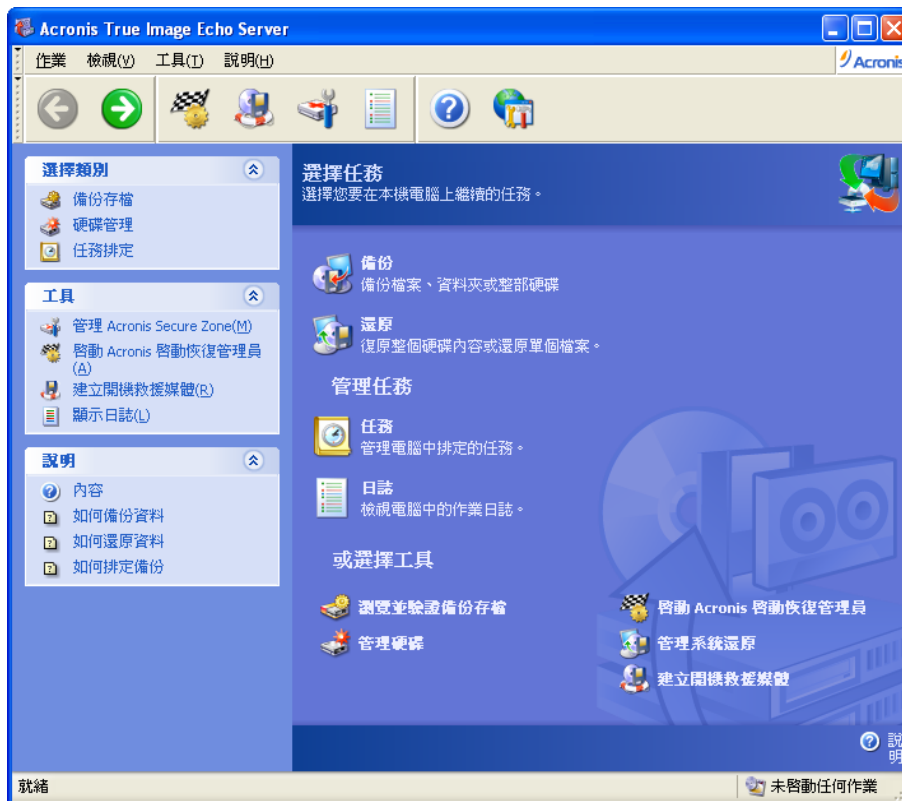 Acronis True Image Echo Server
作業 檢視(V) 工具(T) 説明(H)
Acronis
選擇類別
備份存檔
硬碟管理
任務排定
工具
管理 Acronis Secure Zone(M)
啓動 Acronis 啓動恢復管理員
(A)
建立開機救援媒體(R)
顯示日誌(L)
説明
內容
如何備份資料
如何還原資料
如何排定備份
選擇任務
選擇您要在本機電腦上繼續的任務。
備份
備份檔案、資料夾或整部硬碟
還原
復原整個硬碟內容或還原單個檔案。
管理任務
任務
管理電腦中排定的任務。
日誌
檢視電腦中的作業日誌。
或選擇工具
瀏覽並驗證備份存檔
管理硬碟
啓動 Acronis 啓動恢復管理員
管理系統還原
建立開機救援媒體
説
明
就緒
未啓動任何作業